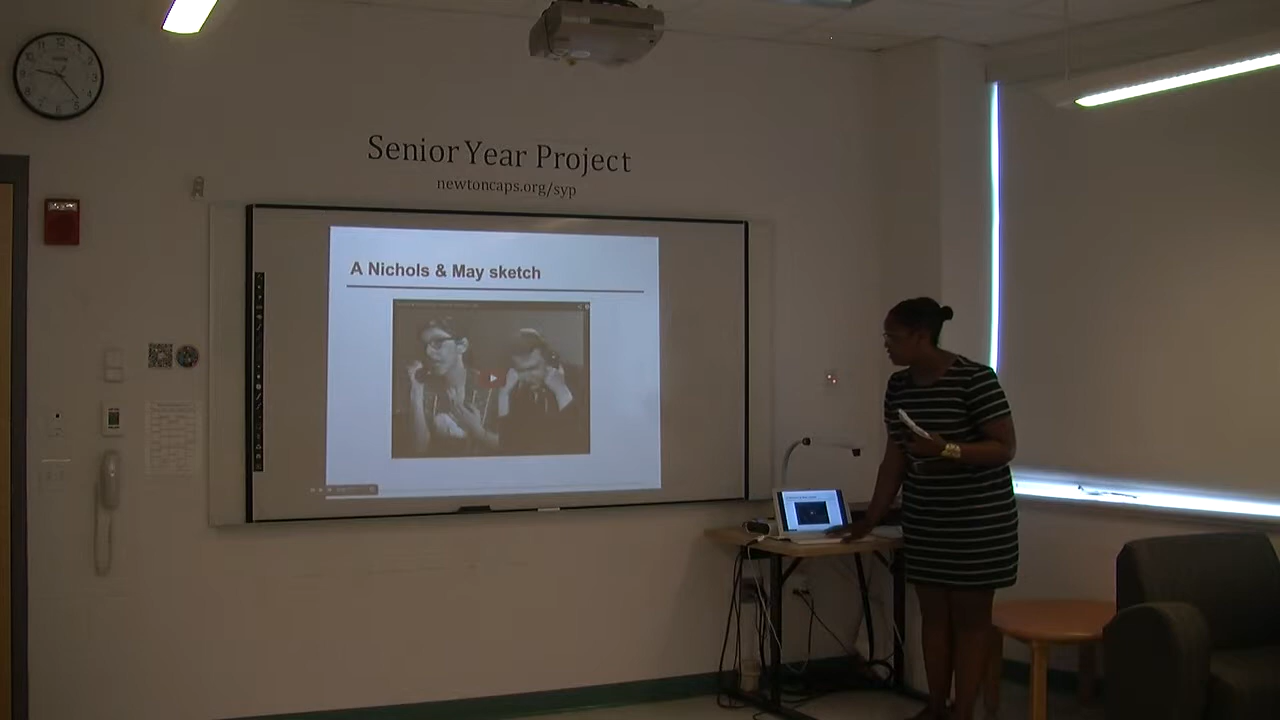 Senior Year Project
newtoncaps.org/syp
A Nichols & May sketch